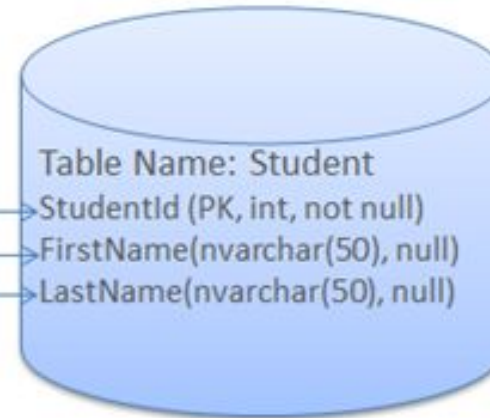 Table Name: Student
StudentId (PK, int, not null)
FirstName(nvarchar(50), null)
LastName(nvarchar(50), null)